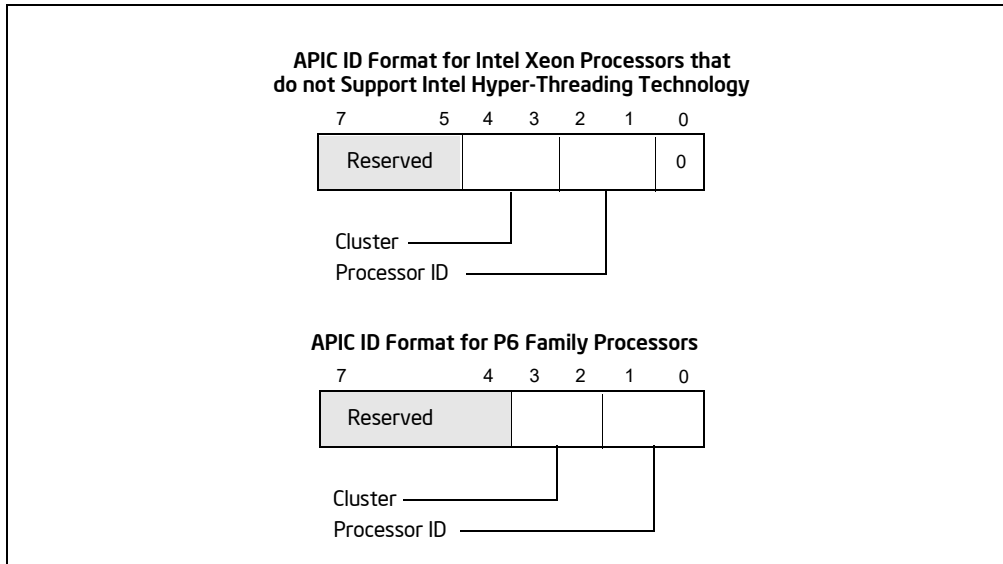 APIC ID Format for Intel Xeon Processors that
do not Support Intel Hyper-Threading Technology
7 5 4 3 2 1 0
Reserved 0
Cluster
Processor ID
APIC ID Format for P6 Family Processors
7 4 3 2 1 0
Reserved
Cluster
Processor ID